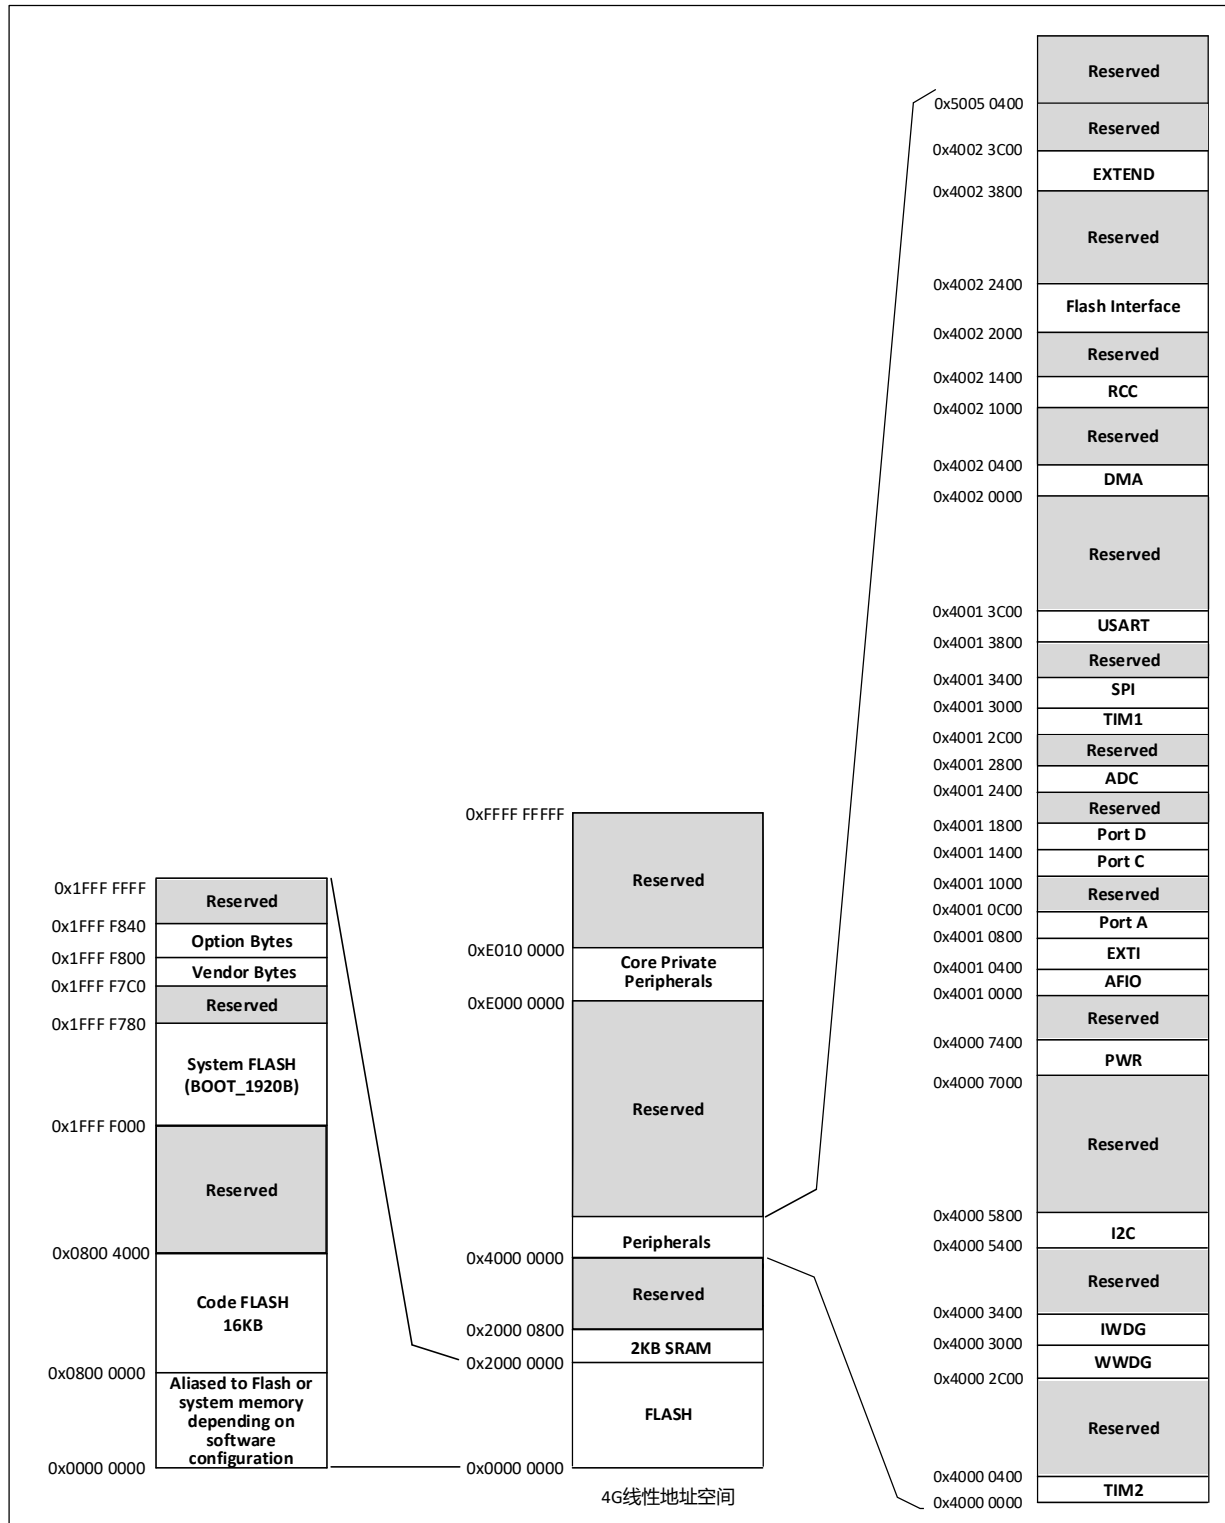 0x1FFF FFFF
Reserved
0x1FFF F840
Option Bytes
0x1FFF F800
Vendor Bytes
0x1FFF F7C0
Reserved
0x1FFF F780
System FLASH
(BOOT_1920B)
0x1FFF F000
Reserved
0x0800 4000
Code FLASH
16KB
0x0800 0000
Aliased to Flash or
system memory
depending on
software
configuration
0x0000 0000
0xFFFF FFFFF
Reserved
0xE010 0000
Core Private
Peripherals
0xE000 0000
Reserved
Peripherals
0x4000 0000
Reserved
0x2000 0800
2KB SRAM
0x2000 0000
FLASH
0x0000 0000
4G线性地址空间
Reserved
0x5005 0400
Reserved
0x4002 3C00
EXTEND
0x4002 3800
Reserved
0x4002 2400
Flash Interface
0x4002 2000
Reserved
0x4002 1400
RCC
0x4002 1000
Reserved
0x4002 0400
DMA
0x4002 0000
Reserved
0x4001 3C00
USART
0x4001 3800
Reserved
0x4001 3400
SPI
0x4001 3000
TIM1
0x4001 2C00
Reserved
0x4001 2800
ADC
0x4001 2400
Reserved
0x4001 1800
Port D
0x4001 1400
Port C
0x4001 1000
Reserved
0x4001 0C00
Port A
0x4001 0800
EXTI
0x4001 0400
AFIO
0x4001 0000
Reserved
0x4000 7400
PWR
0x4000 7000
Reserved
0x4000 5800
I2C
0x4000 5400
Reserved
0x4000 3400
IWDG
0x4000 3000
WWDG
0x4000 2C00
Reserved
0x4000 0400
TIM2
0x4000 0000